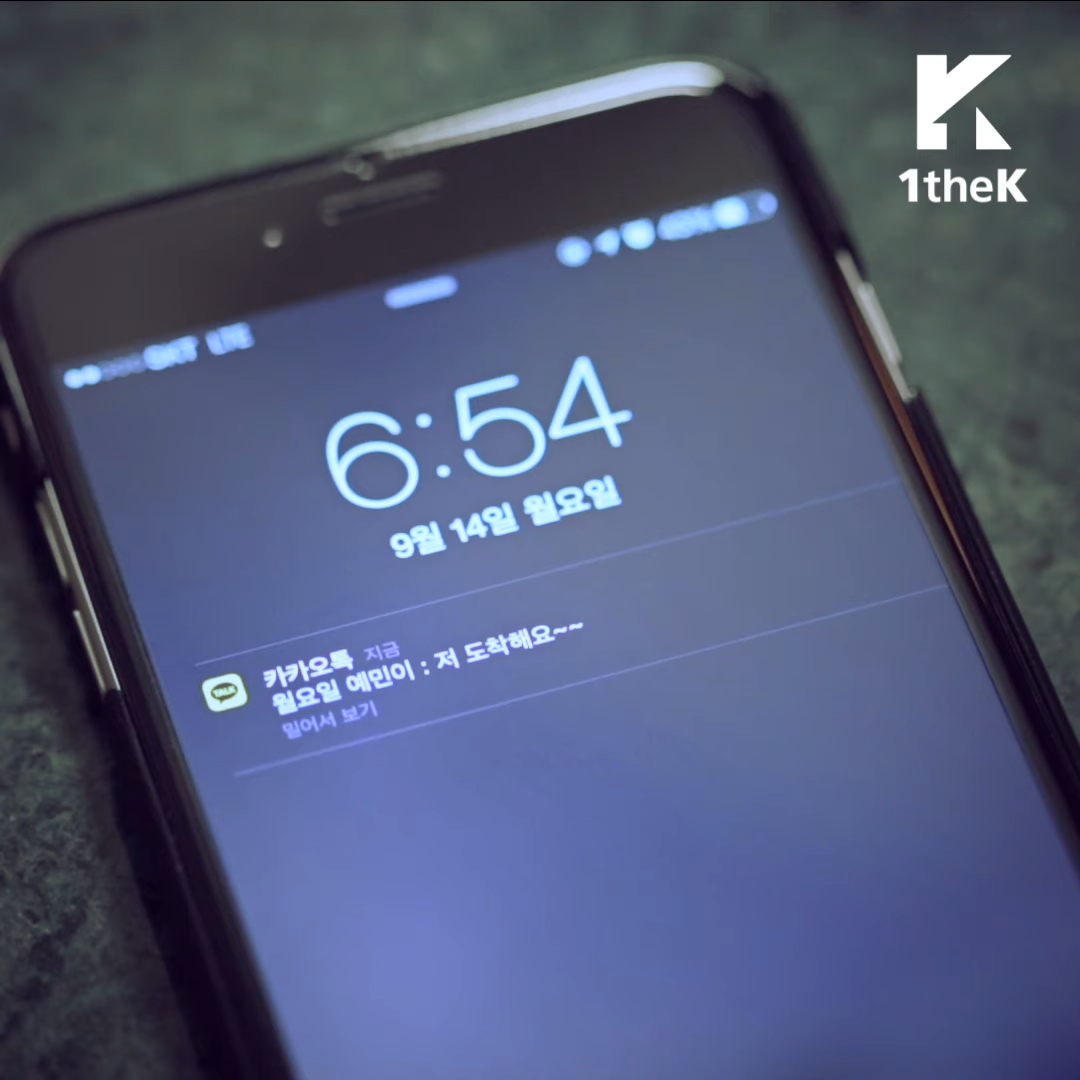 1theK
SKT LTE
6:54
9월 14일 월요일
카카오톡 지금
월요일 예민이 : 저 도착해요~~
밀어서 보기
TALK